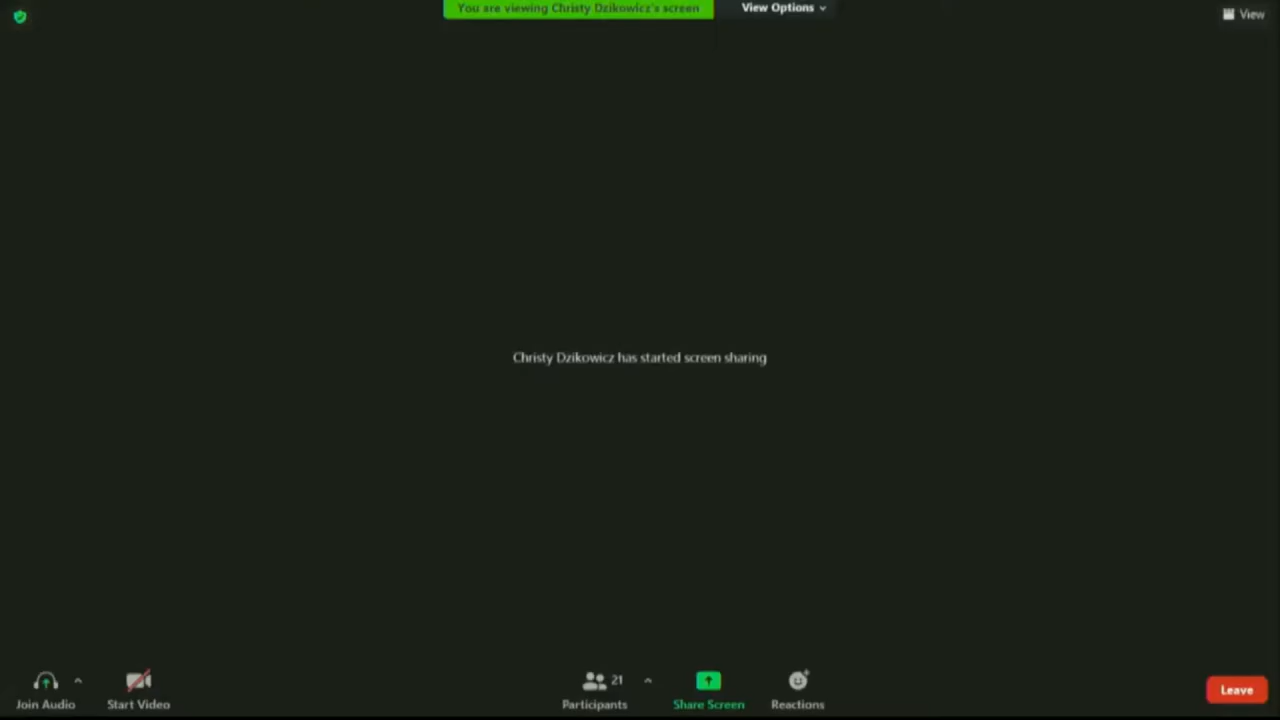 You are viewing Christy Dzikowicz's screen
View Options
View
Christy Dzikowicz has started screen sharing
Join Audio
Start Video
21
Participants
Share Screen
Reactions
Leave